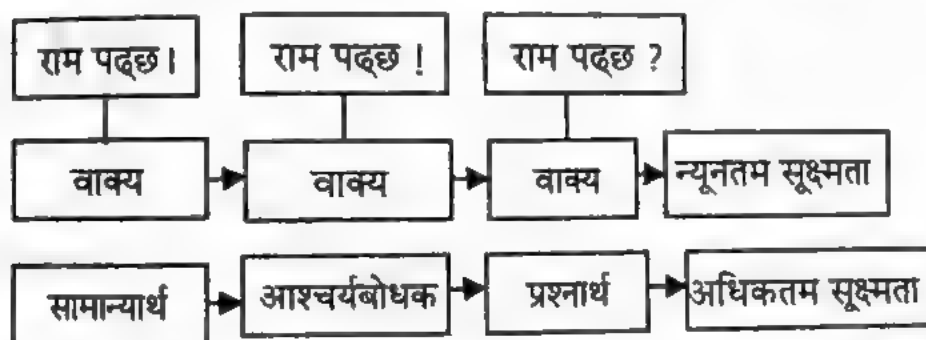 राम पढ्छ। राम पढ्छ ! राम पढ्छ ?
वाक्य वाक्य वाक्य न्यूनतम सूक्ष्मता
सामान्यार्थ आश्चर्यबोधक प्रश्नार्थ अधिकतम सूक्ष्मता